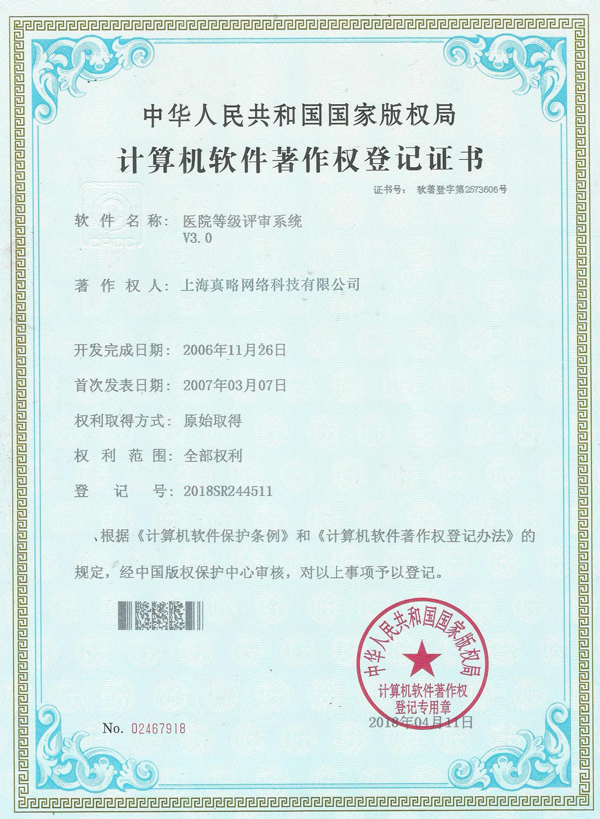 中华人民共和国国家版权局
计算机软件著作权登记证书
证书号： 软著登字第2573606号
软件名称： 医院等级评审系统
V3.0
著作权人： 上海真略网络科技有限公司
开发完成日期： 2006年11月26日
首次发表日期： 2007年03月07日
权利取得方式： 原始取得
权利范围： 全部权利
登记号： 2018SR244511
根据《计算机软件保护条例》和《计算机软件著作权登记办法》的
规定，经中国版权保护中心审核，对以上事项予以登记。
中华人民共和国国家版权局
计算机软件著作权
登记专用章
2018年04月11日
No. 02467918